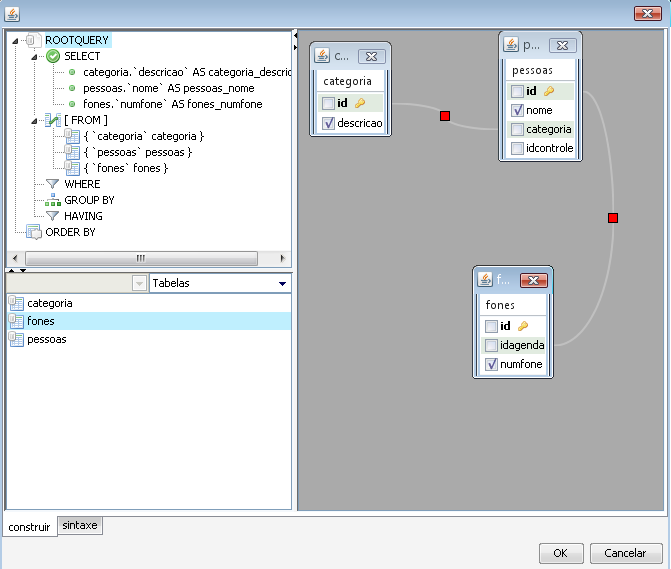 ROOTQUERY
SELECT
categoria.`descricao` AS categoria_descric
pessoas.`nome` AS pessoas_nome
fones.`numfone` AS fones_numfone
[ FROM ]
{ `categoria` categoria }
{ `pessoas` pessoas }
{ `fones` fones }
WHERE
GROUP BY
HAVING
ORDER BY
Tabelas
categoria
fones
pessoas
construir
sintaxe
c...
categoria
id
descricao
p...
pessoas
id
nome
categoria
idcontrole
f...
fones
id
idagenda
numfone
OK
Cancelar